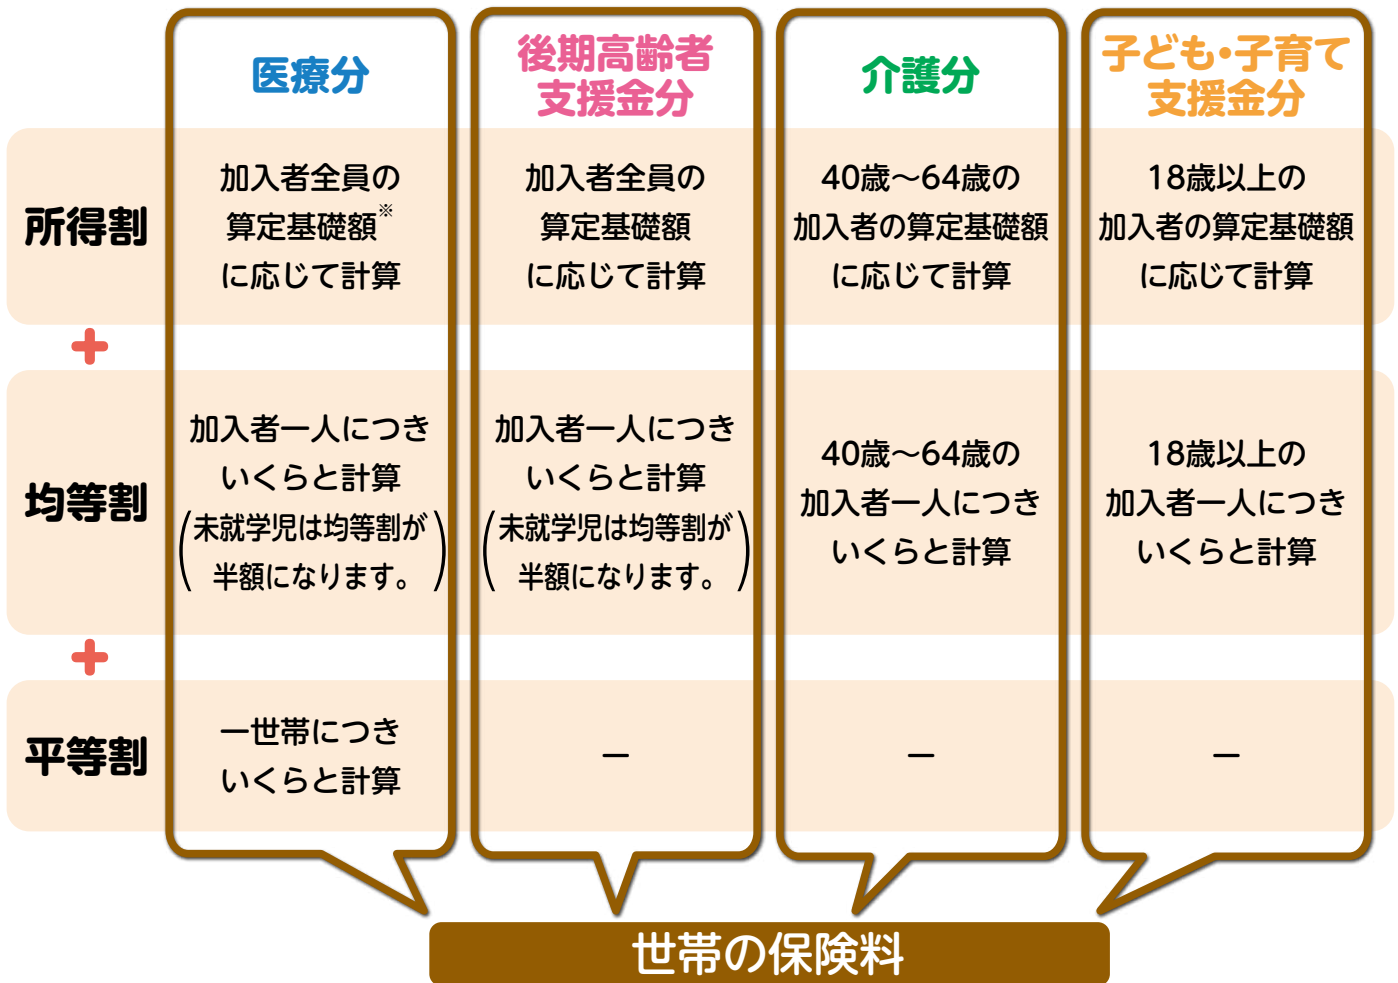 医療分
後期高齢者
支援金分
介護分
子ども・子育て
支援金分
所得割
加入者全員の
算定基礎額※
に応じて計算
加入者全員の
算定基礎額
に応じて計算
40歳～64歳の
加入者の算定基礎額
に応じて計算
18歳以上の
加入者の算定基礎額
に応じて計算
+
均等割
加入者一人につき
いくらと計算
(未就学児は均等割が
半額になります。)
加入者一人につき
いくらと計算
(未就学児は均等割が
半額になります。)
40歳～64歳の
加入者一人につき
いくらと計算
18歳以上の
加入者一人につき
いくらと計算
+
平等割
一世帯につき
いくらと計算
－
－
－
世帯の保険料